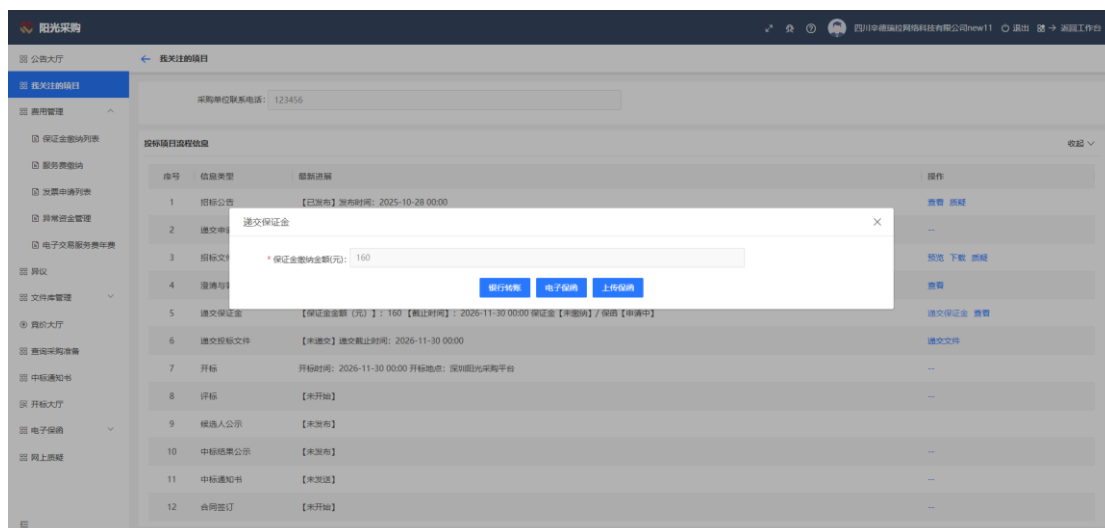 阳光采购
四川中德瑞拉网络科技有限公司new11 退出 返回工作台
公告大厅
我关注的项目
费用管理
保证金缴纳列表
服务费缴纳
发票申请列表
异常资金管理
电子交易服务费年费
异议
文件库管理
竞价大厅
查询采购准备
中标通知书
开标大厅
电子保函
网上质疑
← 我关注的项目
采购单位联系电话: 123456
投标项目流程信息 收起
序号 信息类型 最新进展 操作
1 招标公告 【已发布】发布时间: 2025-10-28 00:00 查看 质疑
2 递交申 --
3 招标文 预览 下载 质疑
4 澄清与 查看
递交保证金
* 保证金缴纳金额(元): 160
银行转账 电子保函 上传保函
5 递交保证金 【保证金金额（元）】: 160 【截止时间】: 2026-11-30 00:00 保证金【未缴纳】/ 保函【申请中】 递交保证金 查看
6 递交投标文件 【未递交】递交截止时间: 2026-11-30 00:00 递交文件
7 开标 开标时间: 2026-11-30 00:00 开标地点: 深圳阳光采购平台 --
8 评标 【未开始】 --
9 候选人公示 【未发布】
10 中标结果公示 【未发布】 --
11 中标通知书 【未发送】 --
12 合同签订 【未开始】 --